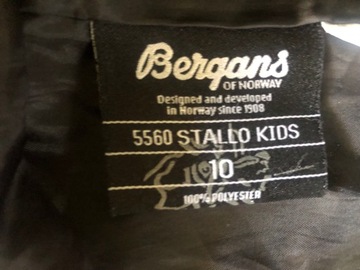 Bergans
OF NORWAY
Designed and developed
in Norway since 1908
5560 STALLO KIDS
10
100% POLYESTER